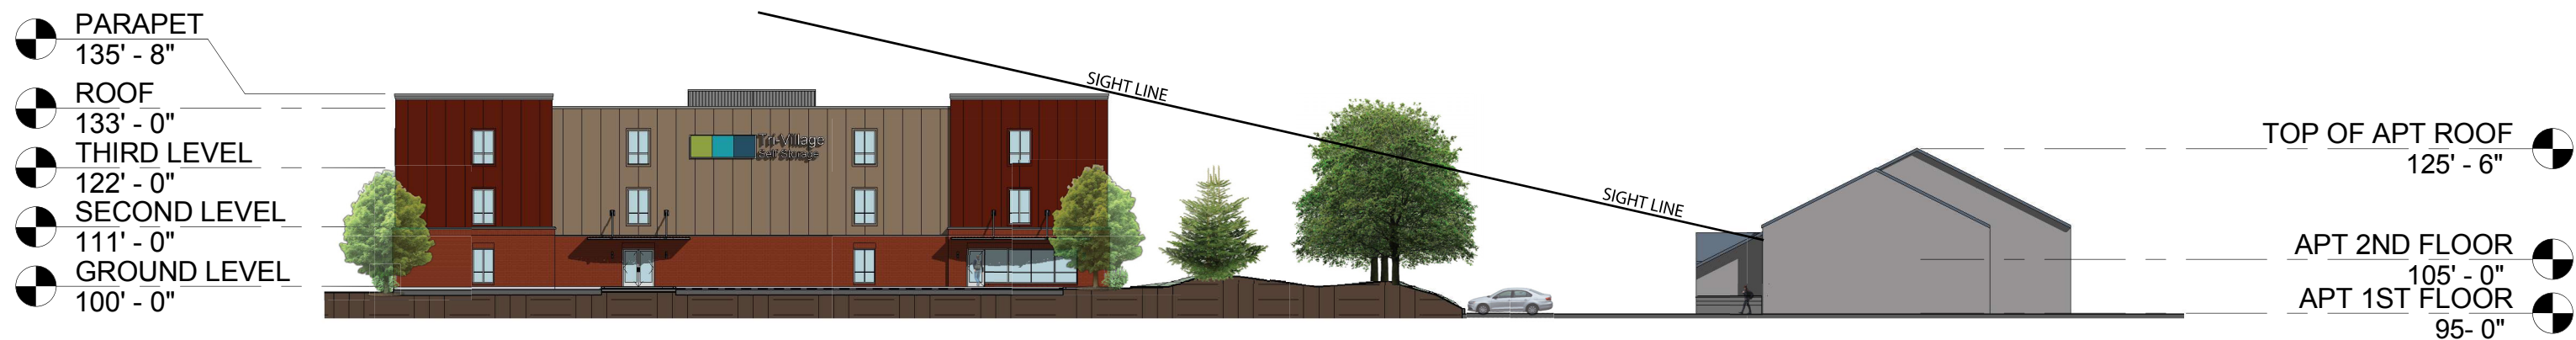 PARAPET
135' - 8"
ROOF
133' - 0"
THIRD LEVEL
122' - 0"
SECOND LEVEL
111' - 0"
GROUND LEVEL
100' - 0"
SIGHT LINE
Tri-Village
Self Storage
SIGHT LINE
TOP OF APT ROOF
125' - 6"
APT 2ND FLOOR
105' - 0"
APT 1ST FLOOR
95- 0"